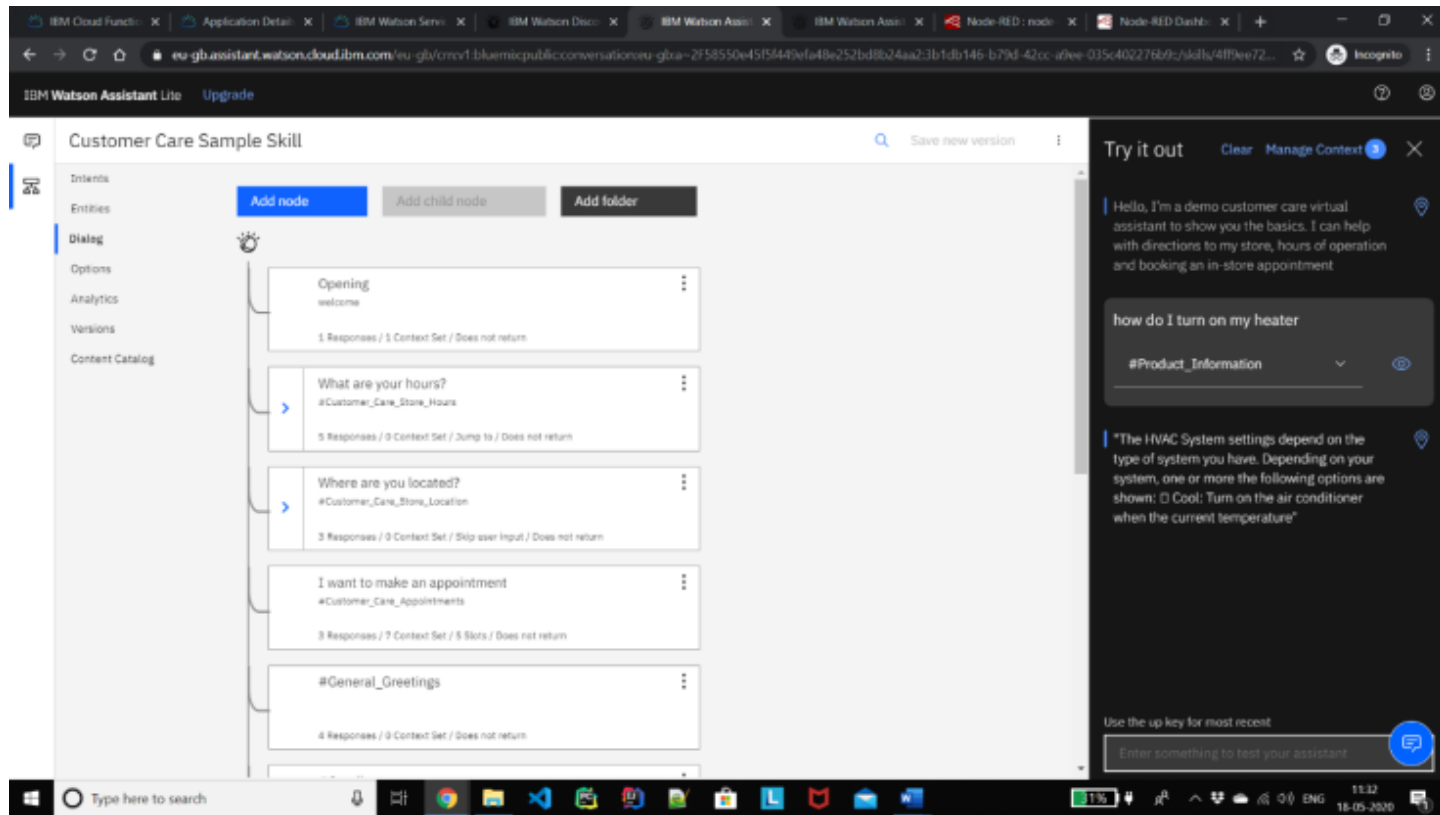 IBM Cloud Functio
Application Detail
IBM Watson Servi
IBM Watson Disco
IBM Watson Assis
IBM Watson Assis
Node-RED : node-
Node-RED Dashb
Incognito
IBM Watson Assistant Lite Upgrade
Customer Care Sample Skill
Save new version
Intents
Entities
Dialog
Options
Analytics
Versions
Content Catalog
Add node
Add child node
Add folder
Opening
welcome
1 Responses / 1 Context Set / Does not return
What are your hours?
#Customer_Care_Store_Hours
5 Responses / 0 Context Set / Jump to / Does not return
Where are you located?
#Customer_Care_Store_Location
3 Responses / 0 Context Set / Skip user input / Does not return
I want to make an appointment
#Customer_Care_Appointments
3 Responses / 7 Context Set / 5 Slots / Does not return
#General_Greetings
4 Responses / 0 Context Set / Does not return
Try it out
Clear
Manage Context 3
Hello, I'm a demo customer care virtual
assistant to show you the basics. I can help
with directions to my store, hours of operation
and booking an in-store appointment
how do I turn on my heater
#Product_Information
"The HVAC System settings depend on the
type of system you have. Depending on your
system, one or more the following options are
shown: Cool: Turn on the air conditioner
when the current temperature"
Use the up key for most recent
Enter something to test your assistant
Type here to search
31%
ENG
11:32
18-05-2020